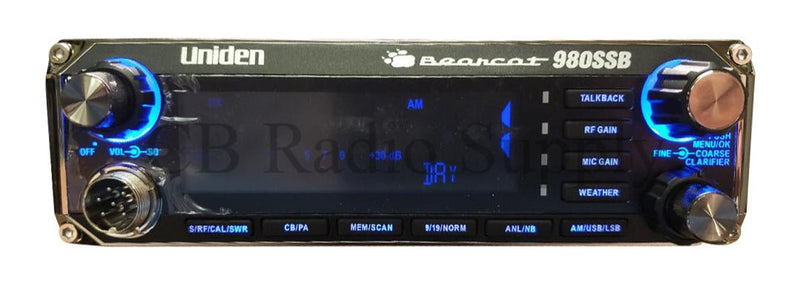 Uniden
Bearcat 980SSB
AM
TALKBACK
RF GAIN
+30 dB
MIC GAIN
DAY
WEATHER
OFF VOL SQ
PUSH
MENU/OK
FINE COARSE
CLARIFIER
S/RF/CAL/SWR
CB/PA
MEM/SCAN
9/19/NORM
ANL/NB
AM/USB/LSB
CB Radio Supply